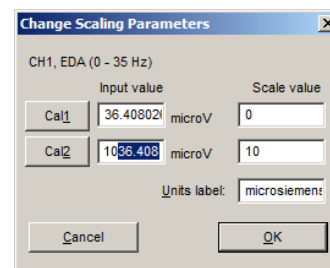 Change Scaling Parameters
CH1, EDA (0 - 35 Hz)
Input value Scale value
Cal1 36.408020 microV 0
Cal2 1036.408 microV 10
Units label: microsiemens
Cancel OK